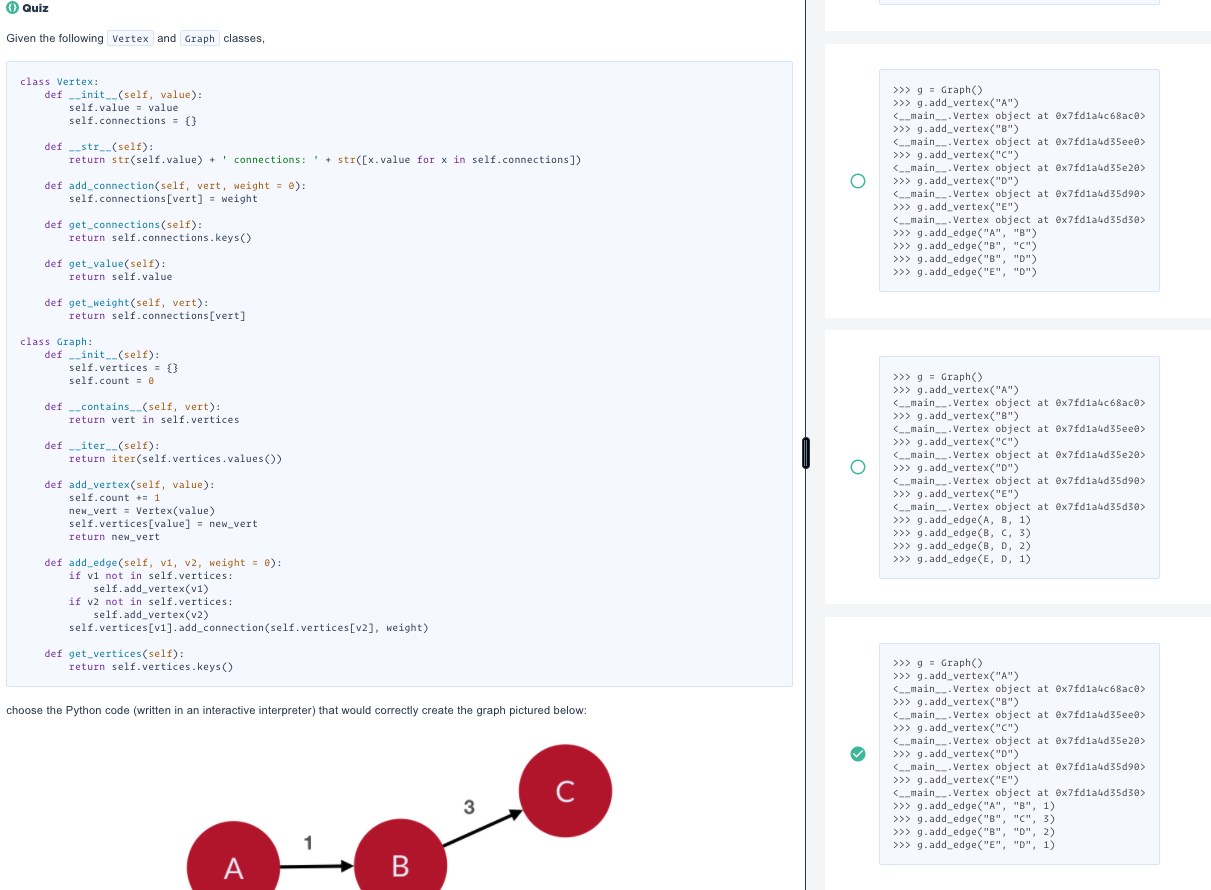 Quiz
Given the following Vertex and Graph classes,
class Vertex:
    def __init__(self, value):
        self.value = value
        self.connections = {}

    def __str__(self):
        return str(self.value) + ' connections: ' + str([x.value for x in self.connections])

    def add_connection(self, vert, weight = 0):
        self.connections[vert] = weight

    def get_connections(self):
        return self.connections.keys()

    def get_value(self):
        return self.value

    def get_weight(self, vert):
        return self.connections[vert]

class Graph:
    def __init__(self):
        self.vertices = {}
        self.count = 0

    def __contains__(self, vert):
        return vert in self.vertices

    def __iter__(self):
        return iter(self.vertices.values())

    def add_vertex(self, value):
        self.count += 1
        new_vert = Vertex(value)
        self.vertices[value] = new_vert
        return new_vert

    def add_edge(self, v1, v2, weight = 0):
        if v1 not in self.vertices:
            self.add_vertex(v1)
        if v2 not in self.vertices:
            self.add_vertex(v2)
        self.vertices[v1].add_connection(self.vertices[v2], weight)

    def get_vertices(self):
        return self.vertices.keys()
choose the Python code (written in an interactive interpreter) that would correctly create the graph pictured below:
C
3
1
A
B
>>> g = Graph()
>>> g.add_vertex("A")
<__main__.Vertex object at 0x7fd1a4c68ac0>
>>> g.add_vertex("B")
<__main__.Vertex object at 0x7fd1a4d35ee0>
>>> g.add_vertex("C")
<__main__.Vertex object at 0x7fd1a4d35e20>
>>> g.add_vertex("D")
<__main__.Vertex object at 0x7fd1a4d35d90>
>>> g.add_vertex("E")
<__main__.Vertex object at 0x7fd1a4d35d30>
>>> g.add_edge("A", "B")
>>> g.add_edge("B", "C")
>>> g.add_edge("B", "D")
>>> g.add_edge("E", "D")
>>> g = Graph()
>>> g.add_vertex("A")
<__main__.Vertex object at 0x7fd1a4c68ac0>
>>> g.add_vertex("B")
<__main__.Vertex object at 0x7fd1a4d35ee0>
>>> g.add_vertex("C")
<__main__.Vertex object at 0x7fd1a4d35e20>
>>> g.add_vertex("D")
<__main__.Vertex object at 0x7fd1a4d35d90>
>>> g.add_vertex("E")
<__main__.Vertex object at 0x7fd1a4d35d30>
>>> g.add_edge(A, B, 1)
>>> g.add_edge(B, C, 3)
>>> g.add_edge(B, D, 2)
>>> g.add_edge(E, D, 1)
>>> g = Graph()
>>> g.add_vertex("A")
<__main__.Vertex object at 0x7fd1a4c68ac0>
>>> g.add_vertex("B")
<__main__.Vertex object at 0x7fd1a4d35ee0>
>>> g.add_vertex("C")
<__main__.Vertex object at 0x7fd1a4d35e20>
>>> g.add_vertex("D")
<__main__.Vertex object at 0x7fd1a4d35d90>
>>> g.add_vertex("E")
<__main__.Vertex object at 0x7fd1a4d35d30>
>>> g.add_edge("A", "B", 1)
>>> g.add_edge("B", "C", 3)
>>> g.add_edge("B", "D", 2)
>>> g.add_edge("E", "D", 1)